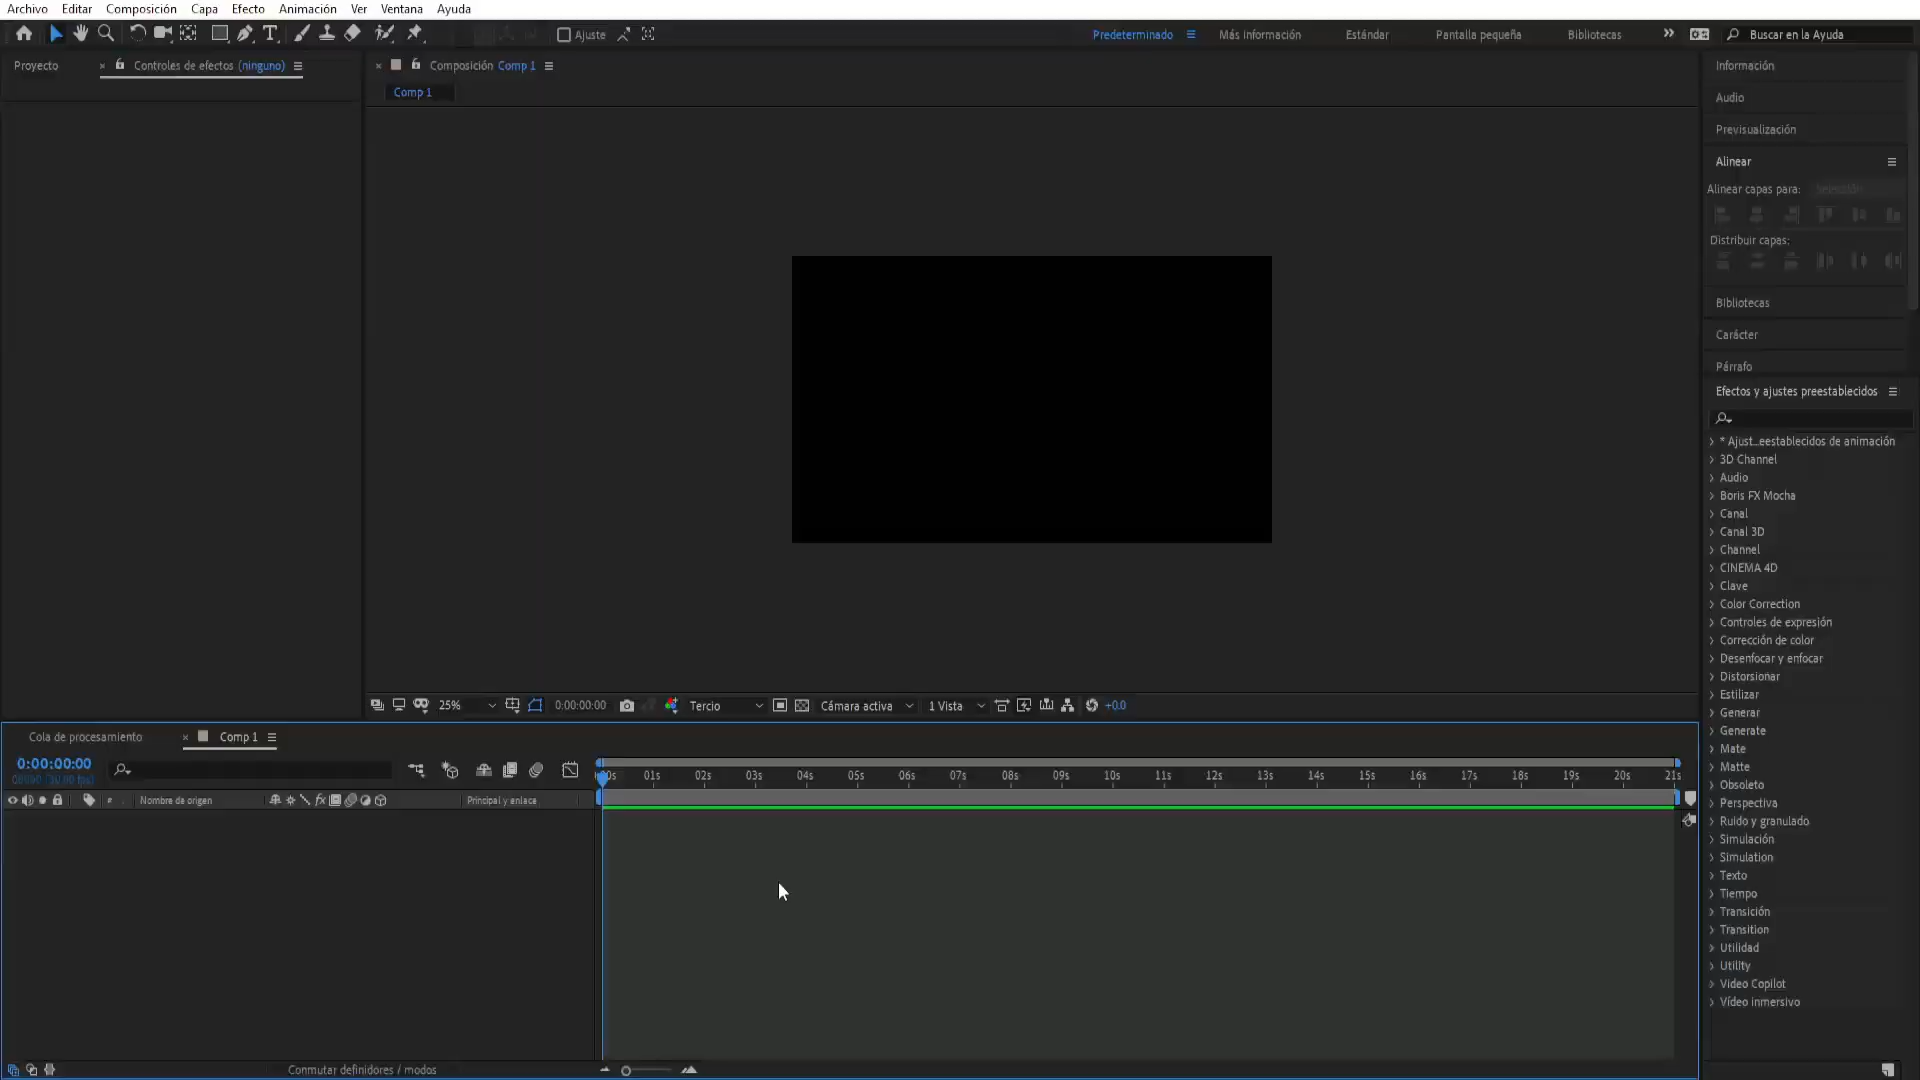 Archivo Editar Composición Capa Efecto Animación Ver Ventana Ayuda
Ajuste Predeterminado Más información Estándar Pantalla pequeña Bibliotecas Buscar en la Ayuda
Proyecto Controles de efectos (ninguno) Composición Comp 1
Comp 1
Información
Audio
Previsualización
Alinear
Alinear capas para: Selección
Distribuir capas:
Bibliotecas
Carácter
Párrafo
Efectos y ajustes preestablecidos
* Ajust...eestablecidos de animación
3D Channel
Audio
Boris FX Mocha
Canal
Canal 3D
Channel
CINEMA 4D
Clave
Color Correction
Controles de expresión
Corrección de color
Desenfocar y enfocar
Distorsionar
Estilizar
Generar
Generate
Mate
Matte
Obsoleto
Perspectiva
Ruido y granulado
Simulación
Simulation
Texto
Tiempo
Transición
Transition
Utilidad
Utility
Video Copilot
Vídeo inmersivo
25% 0:00:00:00 Tercio Cámara activa 1 Vista +0.0
Cola de procesamiento Comp 1
0:00:00:00
01s 02s 03s 04s 05s 06s 07s 08s 09s 10s 11s 12s 13s 14s 15s 16s 17s 18s 19s 20s 21s
# Nombre de origen fx Principal y enlace
Conmutar definidores / modos